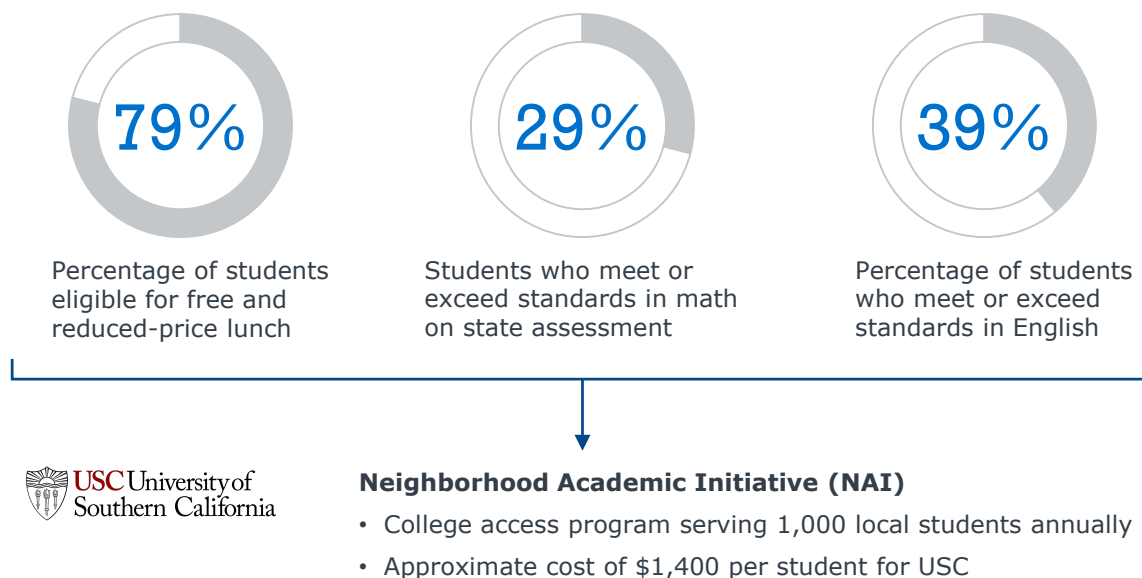 79%
29%
39%
Percentage of students
eligible for free and
reduced-price lunch
Students who meet or
exceed standards in math
on state assessment
Percentage of students
who meet or exceed
standards in English
USC University of
Southern California
Neighborhood Academic Initiative (NAI)
• College access program serving 1,000 local students annually
• Approximate cost of $1,400 per student for USC